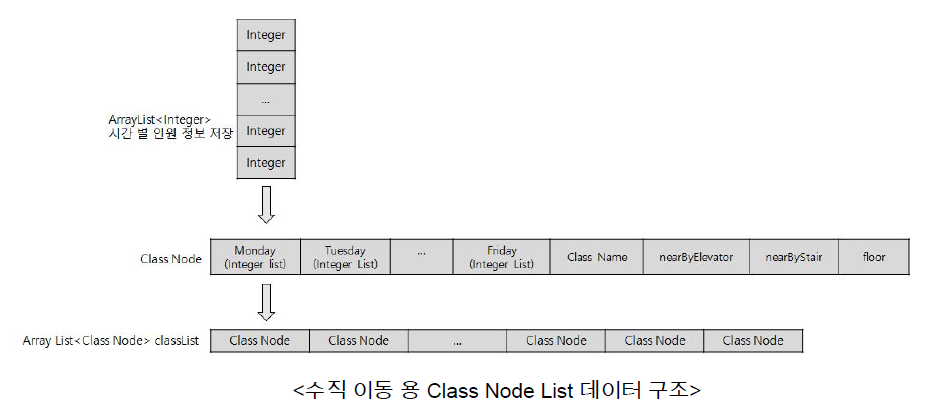 Integer
Integer
...
ArrayList<Integer>
시간 별 인원 정보 저장
Integer
Integer
Class Node
Monday
(Integer list)
Tuesday
(Integer List)
...
Friday
(Integer List)
Class Name
nearByElevator
nearByStair
floor
Array List<Class Node> classList
Class Node
Class Node
...
Class Node
Class Node
Class Node
<수직 이동 용 Class Node List 데이터 구조>